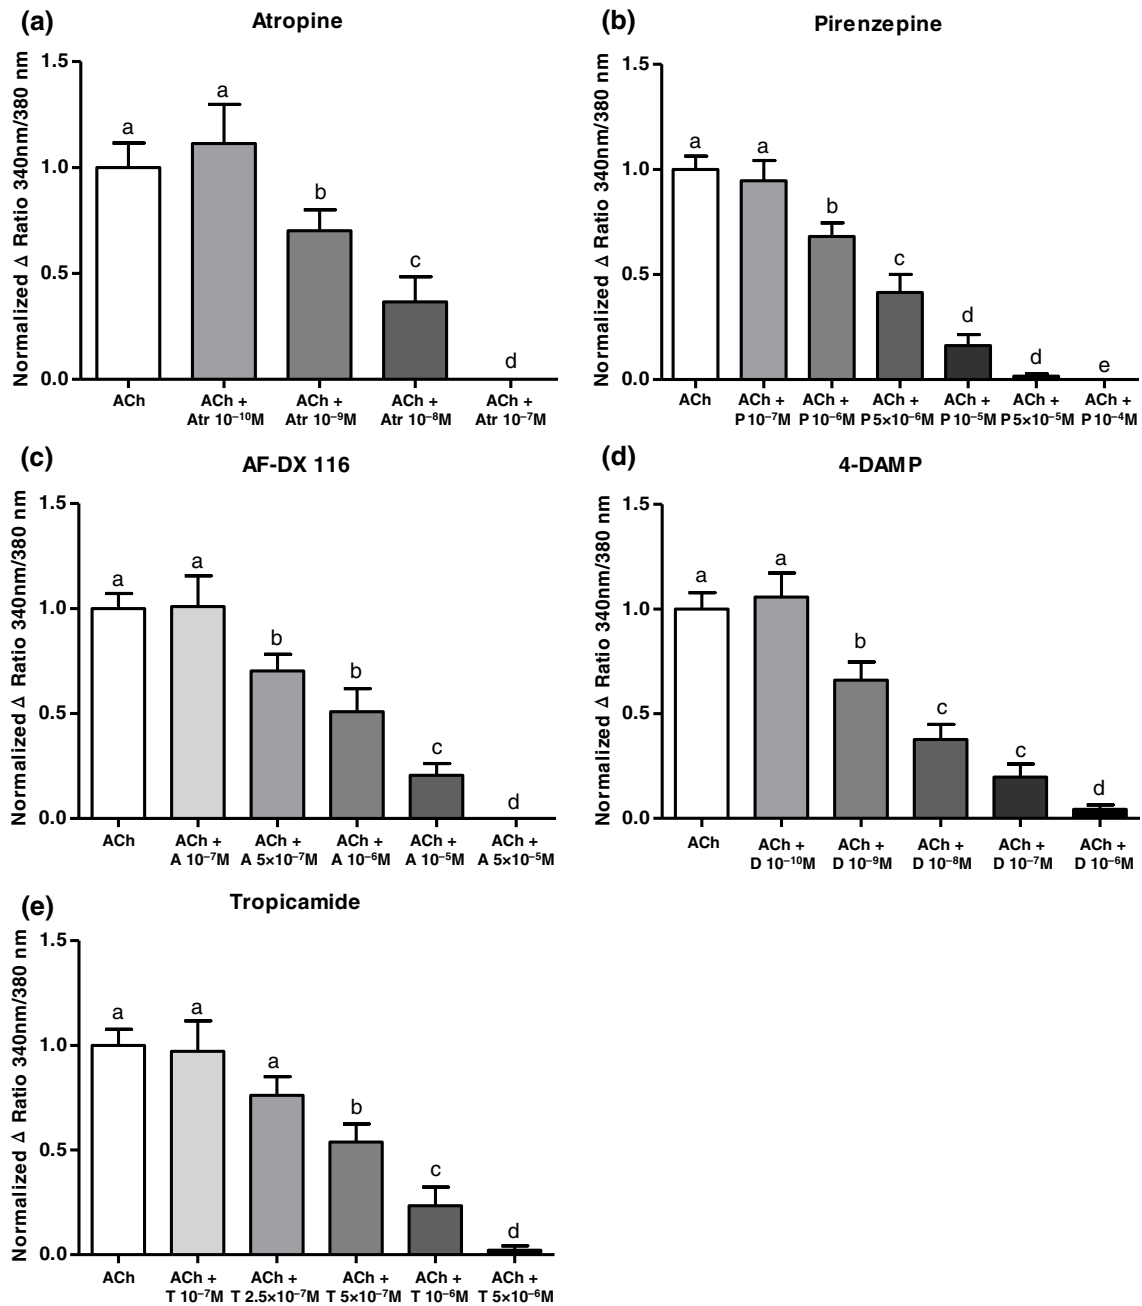 (a)
Atropine
Normalized Δ Ratio 340nm/380 nm
1.5
1.0
0.5
0.0
a
a
b
c
d
ACh
ACh +
Atr 10⁻¹⁰M
ACh +
Atr 10⁻⁹M
ACh +
Atr 10⁻⁸M
ACh +
Atr 10⁻⁷M
(b)
Pirenzepine
Normalized Δ Ratio 340nm/380 nm
1.5
1.0
0.5
0.0
a
a
b
c
d
d
e
ACh
ACh +
P 10⁻⁷M
ACh +
P 10⁻⁶M
ACh +
P 5×10⁻⁶M
ACh +
P 10⁻⁵M
ACh +
P 5×10⁻⁵M
ACh +
P 10⁻⁴M
(c)
AF-DX 116
Normalized Δ Ratio 340nm/380 nm
1.5
1.0
0.5
0.0
a
a
b
b
c
d
ACh
ACh +
A 10⁻⁷M
ACh +
A 5×10⁻⁷M
ACh +
A 10⁻⁶M
ACh +
A 10⁻⁵M
ACh +
A 5×10⁻⁵M
(d)
4-DAMP
Normalized Δ Ratio 340nm/380 nm
1.5
1.0
0.5
0.0
a
a
b
c
c
d
ACh
ACh +
D 10⁻¹⁰M
ACh +
D 10⁻⁹M
ACh +
D 10⁻⁸M
ACh +
D 10⁻⁷M
ACh +
D 10⁻⁶M
(e)
Tropicamide
Normalized Δ Ratio 340nm/380 nm
1.5
1.0
0.5
0.0
a
a
a
b
c
d
ACh
ACh +
T 10⁻⁷M
ACh +
T 2.5×10⁻⁷M
ACh +
T 5×10⁻⁷M
ACh +
T 10⁻⁶M
ACh +
T 5×10⁻⁶M